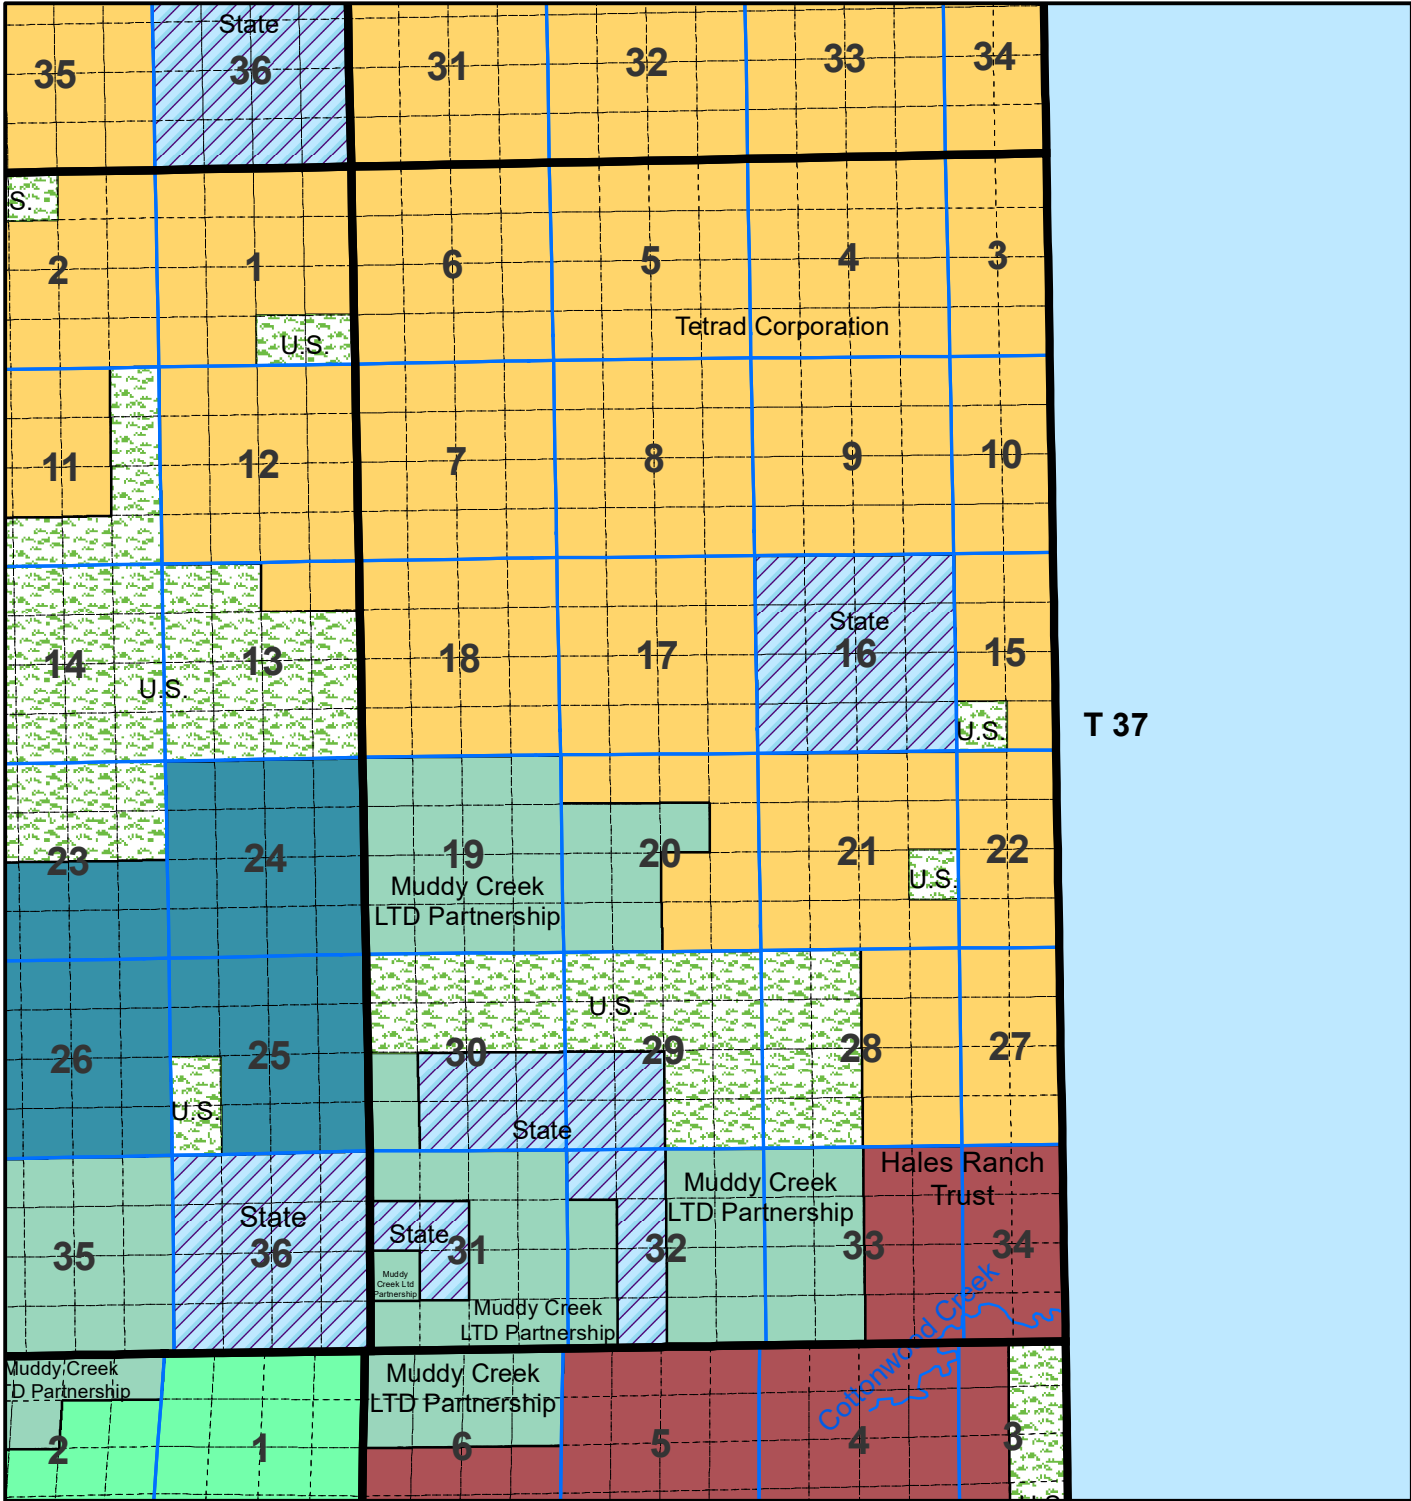 State
35 36 31 32 33 34
S.
2 1 6 5 4 3
Tetrad Corporation
U.S.
11 12 7 8 9 10
State
14 13 18 17 16 15
U.S.
U.S.
T 37
23 24 19 20 21 22
Muddy Creek
LTD Partnership
U.S.
U.S.
26 25 30 29 28 27
U.S.
State
Hales Ranch
Trust
Muddy Creek
LTD Partnership
State
State
35 36 31 32 33 34
Muddy
Creek Ltd
Partnership
Muddy Creek
LTD Partnership
Cottonwood Creek
Muddy Creek
D Partnership
Muddy Creek
LTD Partnership
2 1 6 5 4 3
U.S.